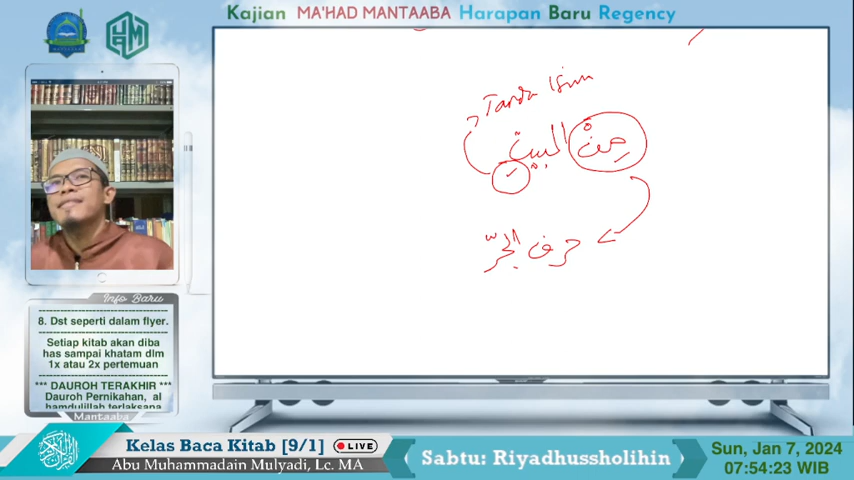 Kajian MA'HAD MANTAABA Harapan Baru Regency
Tanda Isim
مِنْ البيتِ
حرف الجرّ
Info Baru
8. Dst seperti dalam flyer.
Setiap kitab akan diba
has sampai khatam dlm
1x atau 2x pertemuan
*** DAUROH TERAKHIR ***
Dauroh Pernikahan, al
hamdulillah terlaksana
Mantaaba
Kelas Baca Kitab [9/1] LIVE
Abu Muhammadain Mulyadi, Lc. MA
Sabtu: Riyadhussholihin
Sun, Jan 7, 2024
07:54:23 WIB